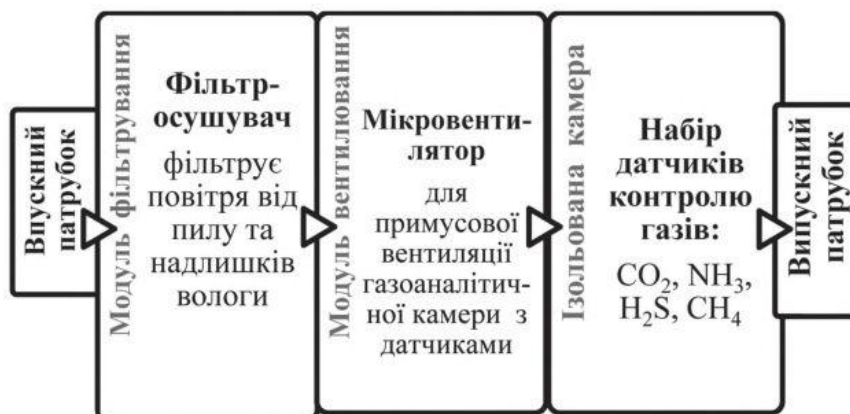 Впускний
патрубок
Модуль фільтрування
Фільтр-
осушувач
фільтрує
повітря від
пилу та
надлишків
вологи
Модуль вентилювання
Мікровенти-
лятор
для
примусової
вентиляції
газоаналітич-
ної камери з
датчиками
Ізольована камера
Набір
датчиків
контролю
газів:
CO₂, NH₃,
H₂S, CH₄
Випускний
патрубок